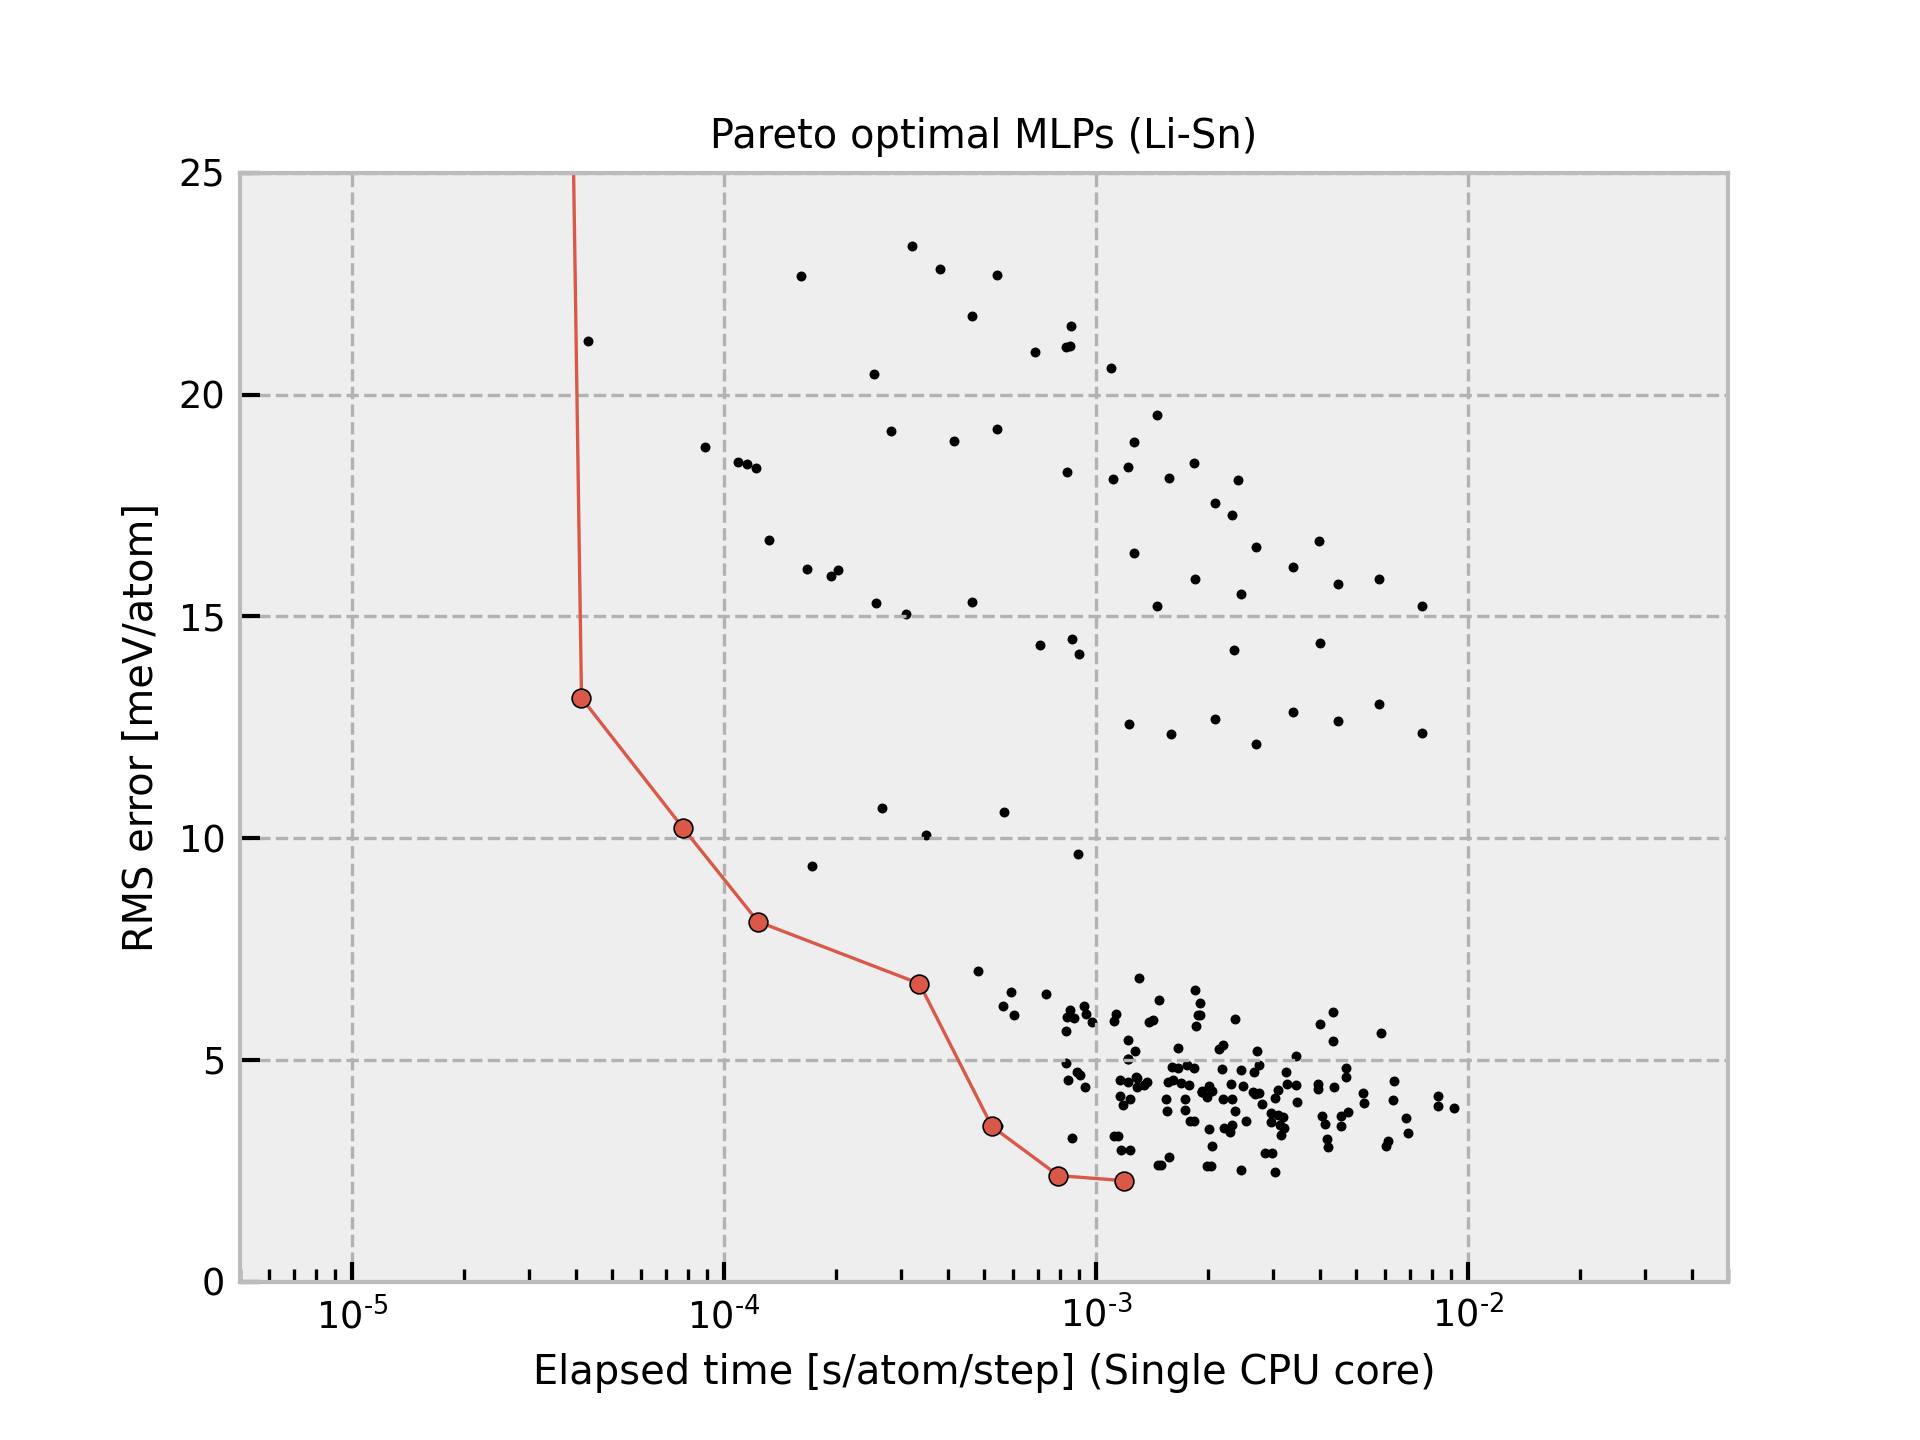 Pareto optimal MLPs (Li-Sn)
25
20
15
10
5
0
RMS error [meV/atom]
10⁻⁵ 10⁻⁴ 10⁻³ 10⁻²
Elapsed time [s/atom/step] (Single CPU core)